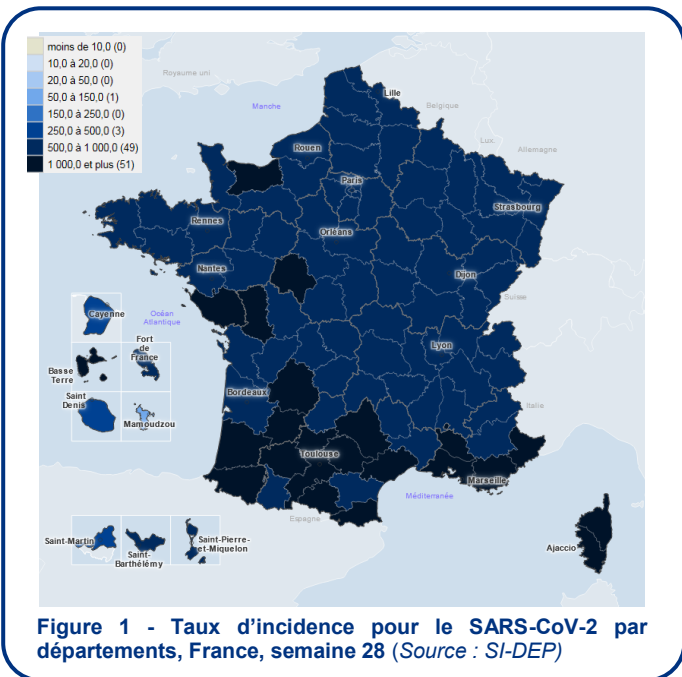 moins de 10,0 (0)
10,0 à 20,0 (0)
20,0 à 50,0 (0)
50,0 à 150,0 (1)
150,0 à 250,0 (0)
250,0 à 500,0 (3)
500,0 à 1 000,0 (49)
1 000,0 et plus (51)
Royaume uni
Manche
Lille
Belgique
Lux.
Allemagne
Rouen
Paris
Strasbourg
Rennes
Orléans
Nantes
Dijon
Suisse
Cayenne
Océan
Atlantique
Fort
de
France
Basse
Terre
Lyon
Bordeaux
Saint
Denis
Mamoudzou
Italie
Toulouse
Marseille
Méditerranée
Espagne
Saint-Martin
Saint-
Barthélémy
Saint-Pierre-
et-Miquelon
Ajaccio
Figure 1 - Taux d'incidence pour le SARS-CoV-2 par
départements, France, semaine 28 (Source : SI-DEP)